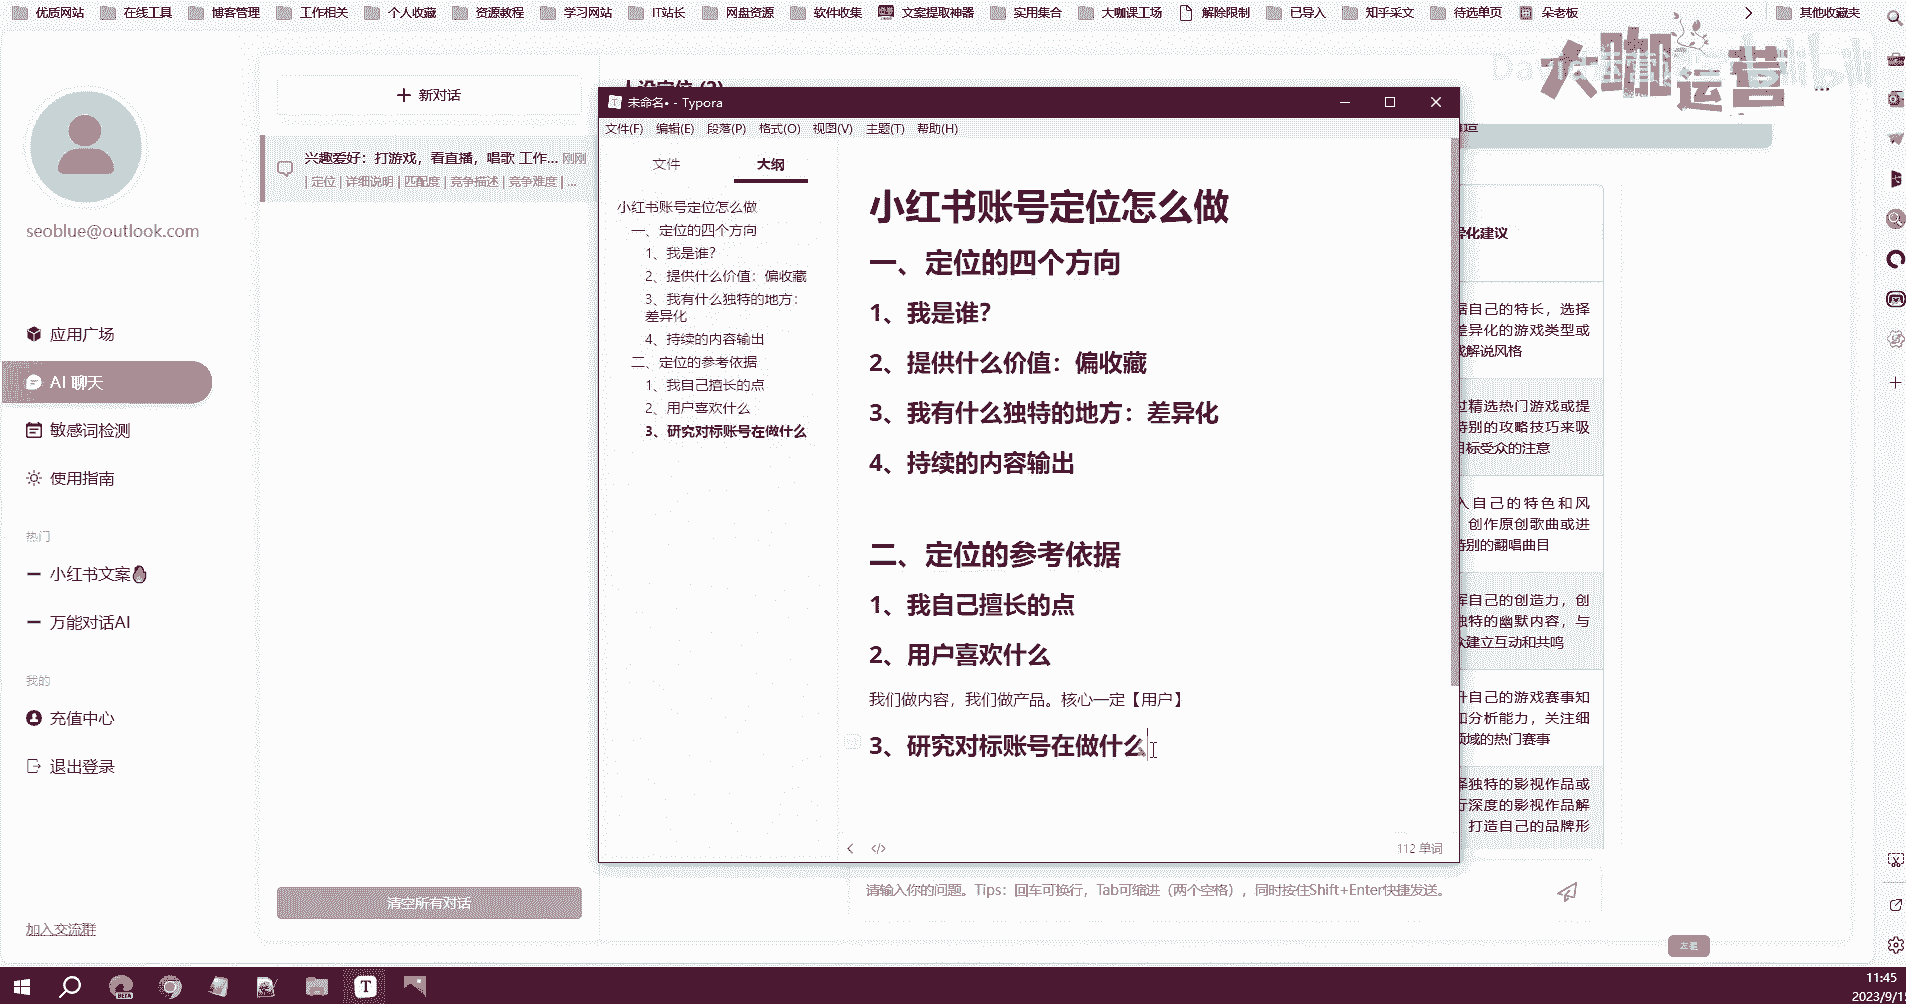 优质网站 在线工具 博客管理 工作相关 个人收藏 资源教程 学习网站 IT站长 网盘资源 软件收集 文案提取神器 实用集合 大咖课工场 解除限制 已导入 知乎采文 待选单页 朵老板 其他收藏夹
大咖运营
新对话
兴趣爱好：打游戏，看直播，唱歌 工作... 刚刚
| 定位 | 详细说明 | 匹配度 | 竞争描述 | 竞争难度 | ...
清空所有对话
seoblue@outlook.com
应用广场
AI 聊天
敏感词检测
使用指南
热门
小红书文案
万能对话AI
我的
充值中心
退出登录
加入交流群
未命名• - Typora
文件(F) 编辑(E) 段落(P) 格式(O) 视图(V) 主题(T) 帮助(H)
文件 大纲
小红书账号定位怎么做
一、定位的四个方向
1、我是谁？
2、提供什么价值：偏收藏
3、我有什么独特的地方：
差异化
4、持续的内容输出
二、定位的参考依据
1、我自己擅长的点
2、用户喜欢什么
3、研究对标账号在做什么
小红书账号定位怎么做
一、定位的四个方向
1、我是谁？
2、提供什么价值：偏收藏
3、我有什么独特的地方：差异化
4、持续的内容输出
二、定位的参考依据
1、我自己擅长的点
2、用户喜欢什么
我们做内容，我们做产品。核心一定【用户】
3、研究对标账号在做什么
112 单词
化建议
自己的特长，选择
差异化的游戏类型或
解说风格
精选热门游戏或提
特别的攻略技巧来吸
目标受众的注意
入自己的特色和风
创作原创歌曲或进
特别的翻唱曲目
挥自己的创造力，创
独特的幽默内容，与
众建立互动和共鸣
升自己的游戏赛事知
和分析能力，关注细
领域的热门赛事
择独特的影视作品或
行深度的影视作品解
打造自己的品牌形
请输入你的问题。Tips：回车可换行，Tab可缩进（两个空格），同时按住Shift+Enter快捷发送。
11:45